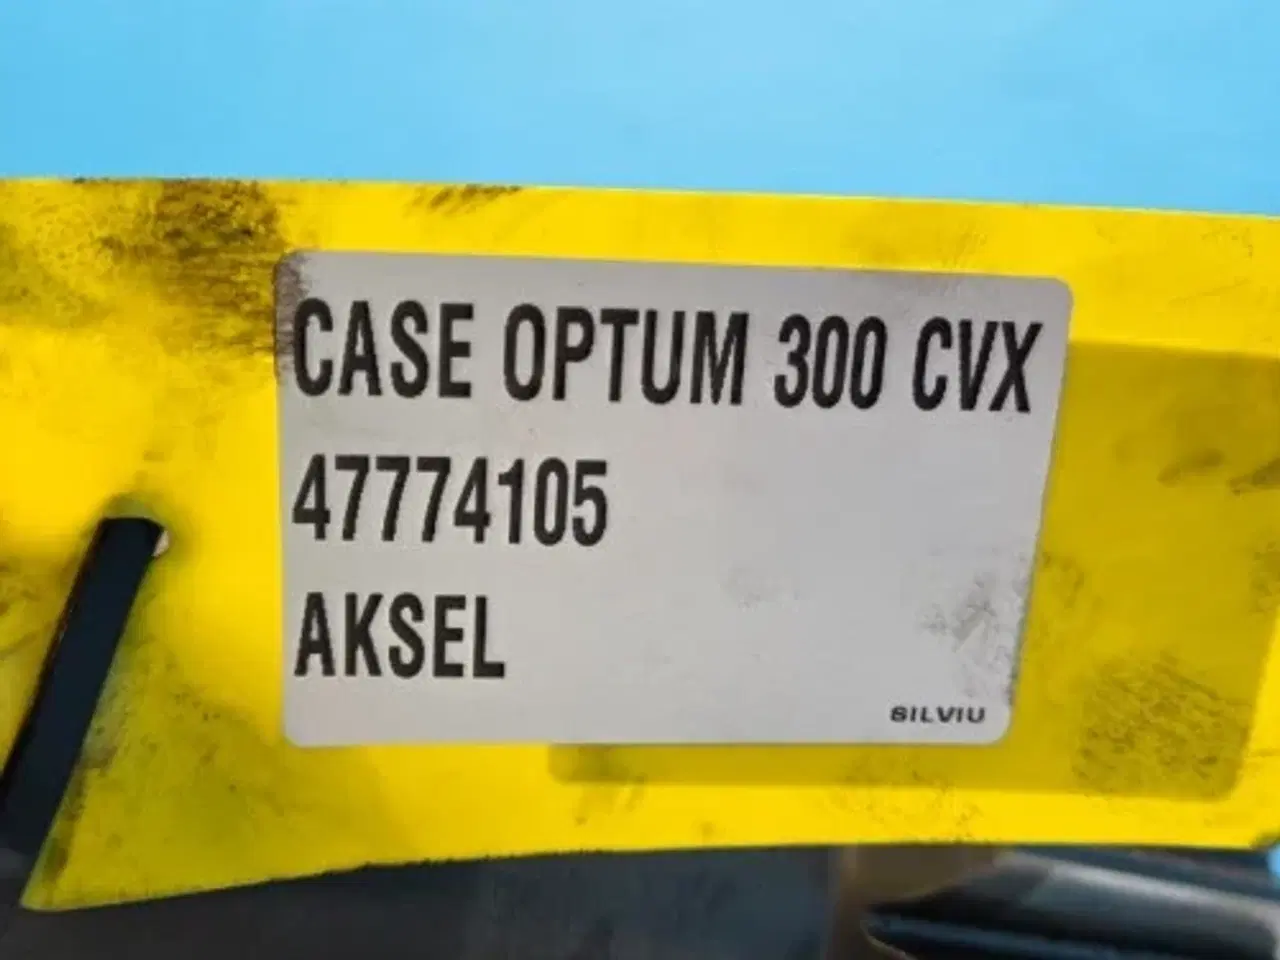 CASE OPTUM 300 CVX
47774105
AKSEL
SILVIU